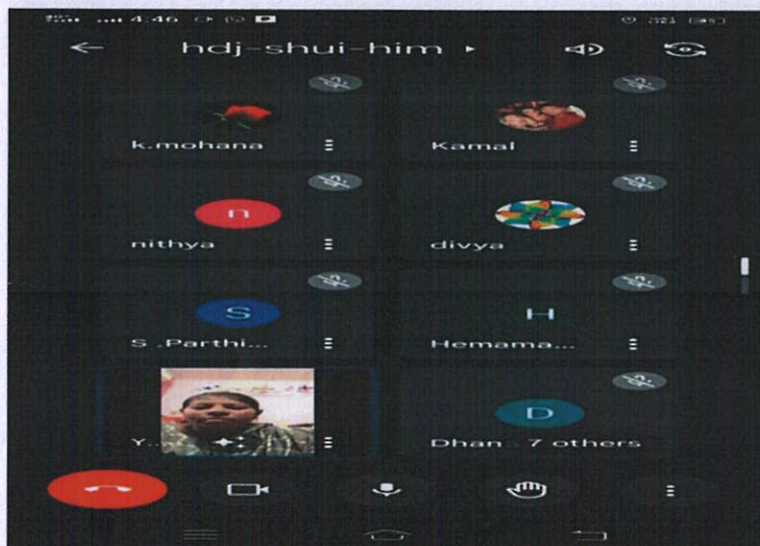 4:46
hdj-shui-him
k.mohana
Kamal
n
nithya
divya
S
S .Parthi...
H
Hemama...
Y..
D
Dhan . 7 others